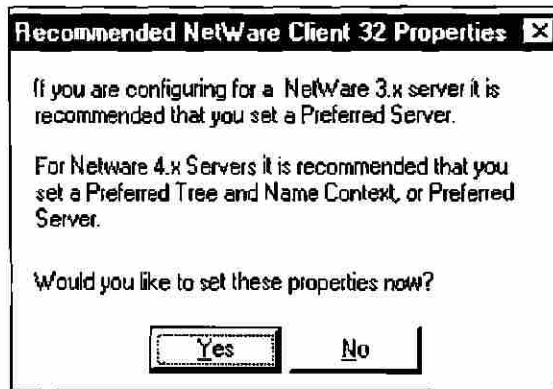 Recommended NetWare Client 32 Properties
If you are configuring for a NetWare 3.x server it is
recommended that you set a Preferred Server.
For Netware 4.x Servers it is recommended that you
set a Preferred Tree and Name Context, or Preferred
Server.
Would you like to set these properties now?
Yes No